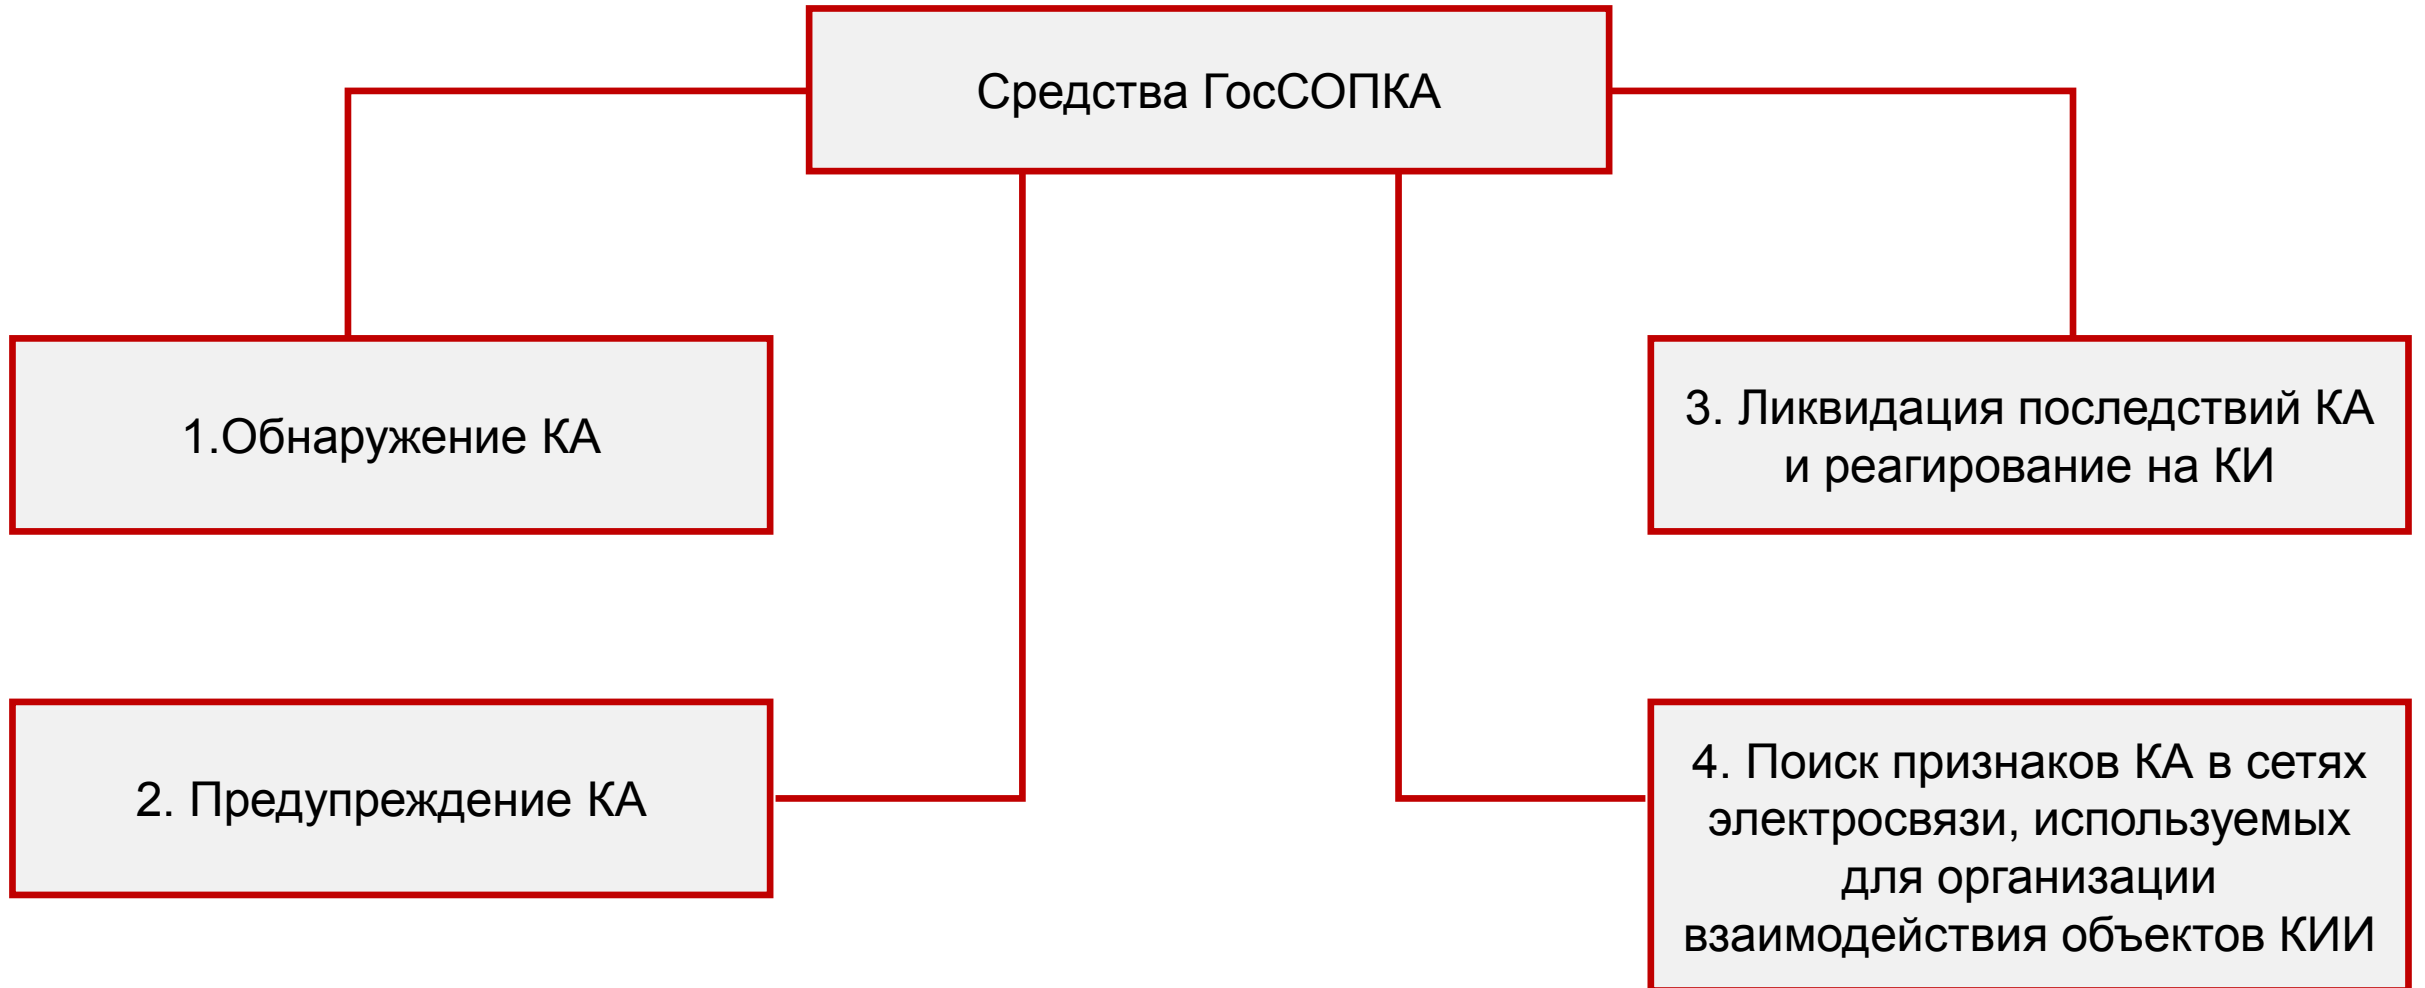 Средства ГосСОПКА
1.Обнаружение КА
2. Предупреждение КА
3. Ликвидация последствий КА
и реагирование на КИ
4. Поиск признаков КА в сетях
электросвязи, используемых
для организации
взаимодействия объектов КИИ